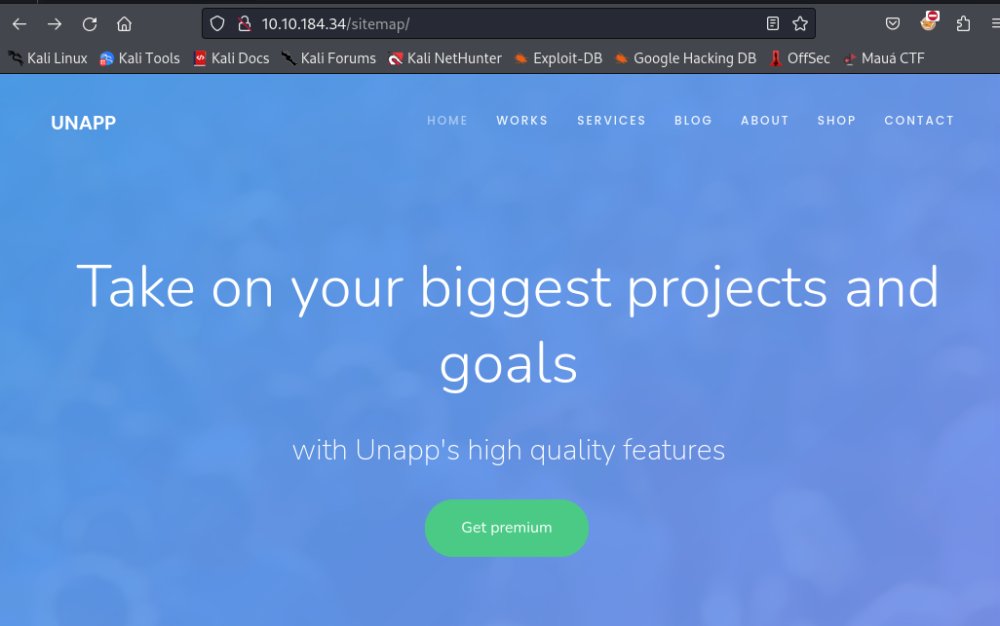 10.10.184.34/sitemap/
Kali Linux Kali Tools Kali Docs Kali Forums Kali NetHunter Exploit-DB Google Hacking DB OffSec Mauá CTF
UNAPP HOME WORKS SERVICES BLOG ABOUT SHOP CONTACT
Take on your biggest projects and
goals
with Unapp's high quality features
Get premium